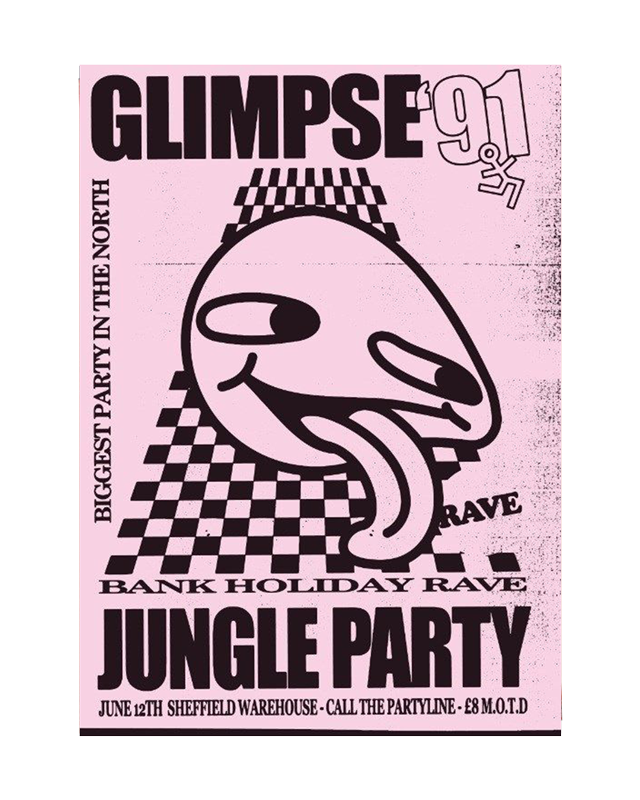 GLIMPSE '91
BIGGEST PARTY IN THE NORTH
RAVE
BANK HOLIDAY RAVE
JUNGLE PARTY
JUNE 12TH SHEFFIELD WAREHOUSE - CALL THE PARTYLINE - £8 M.O.T.D